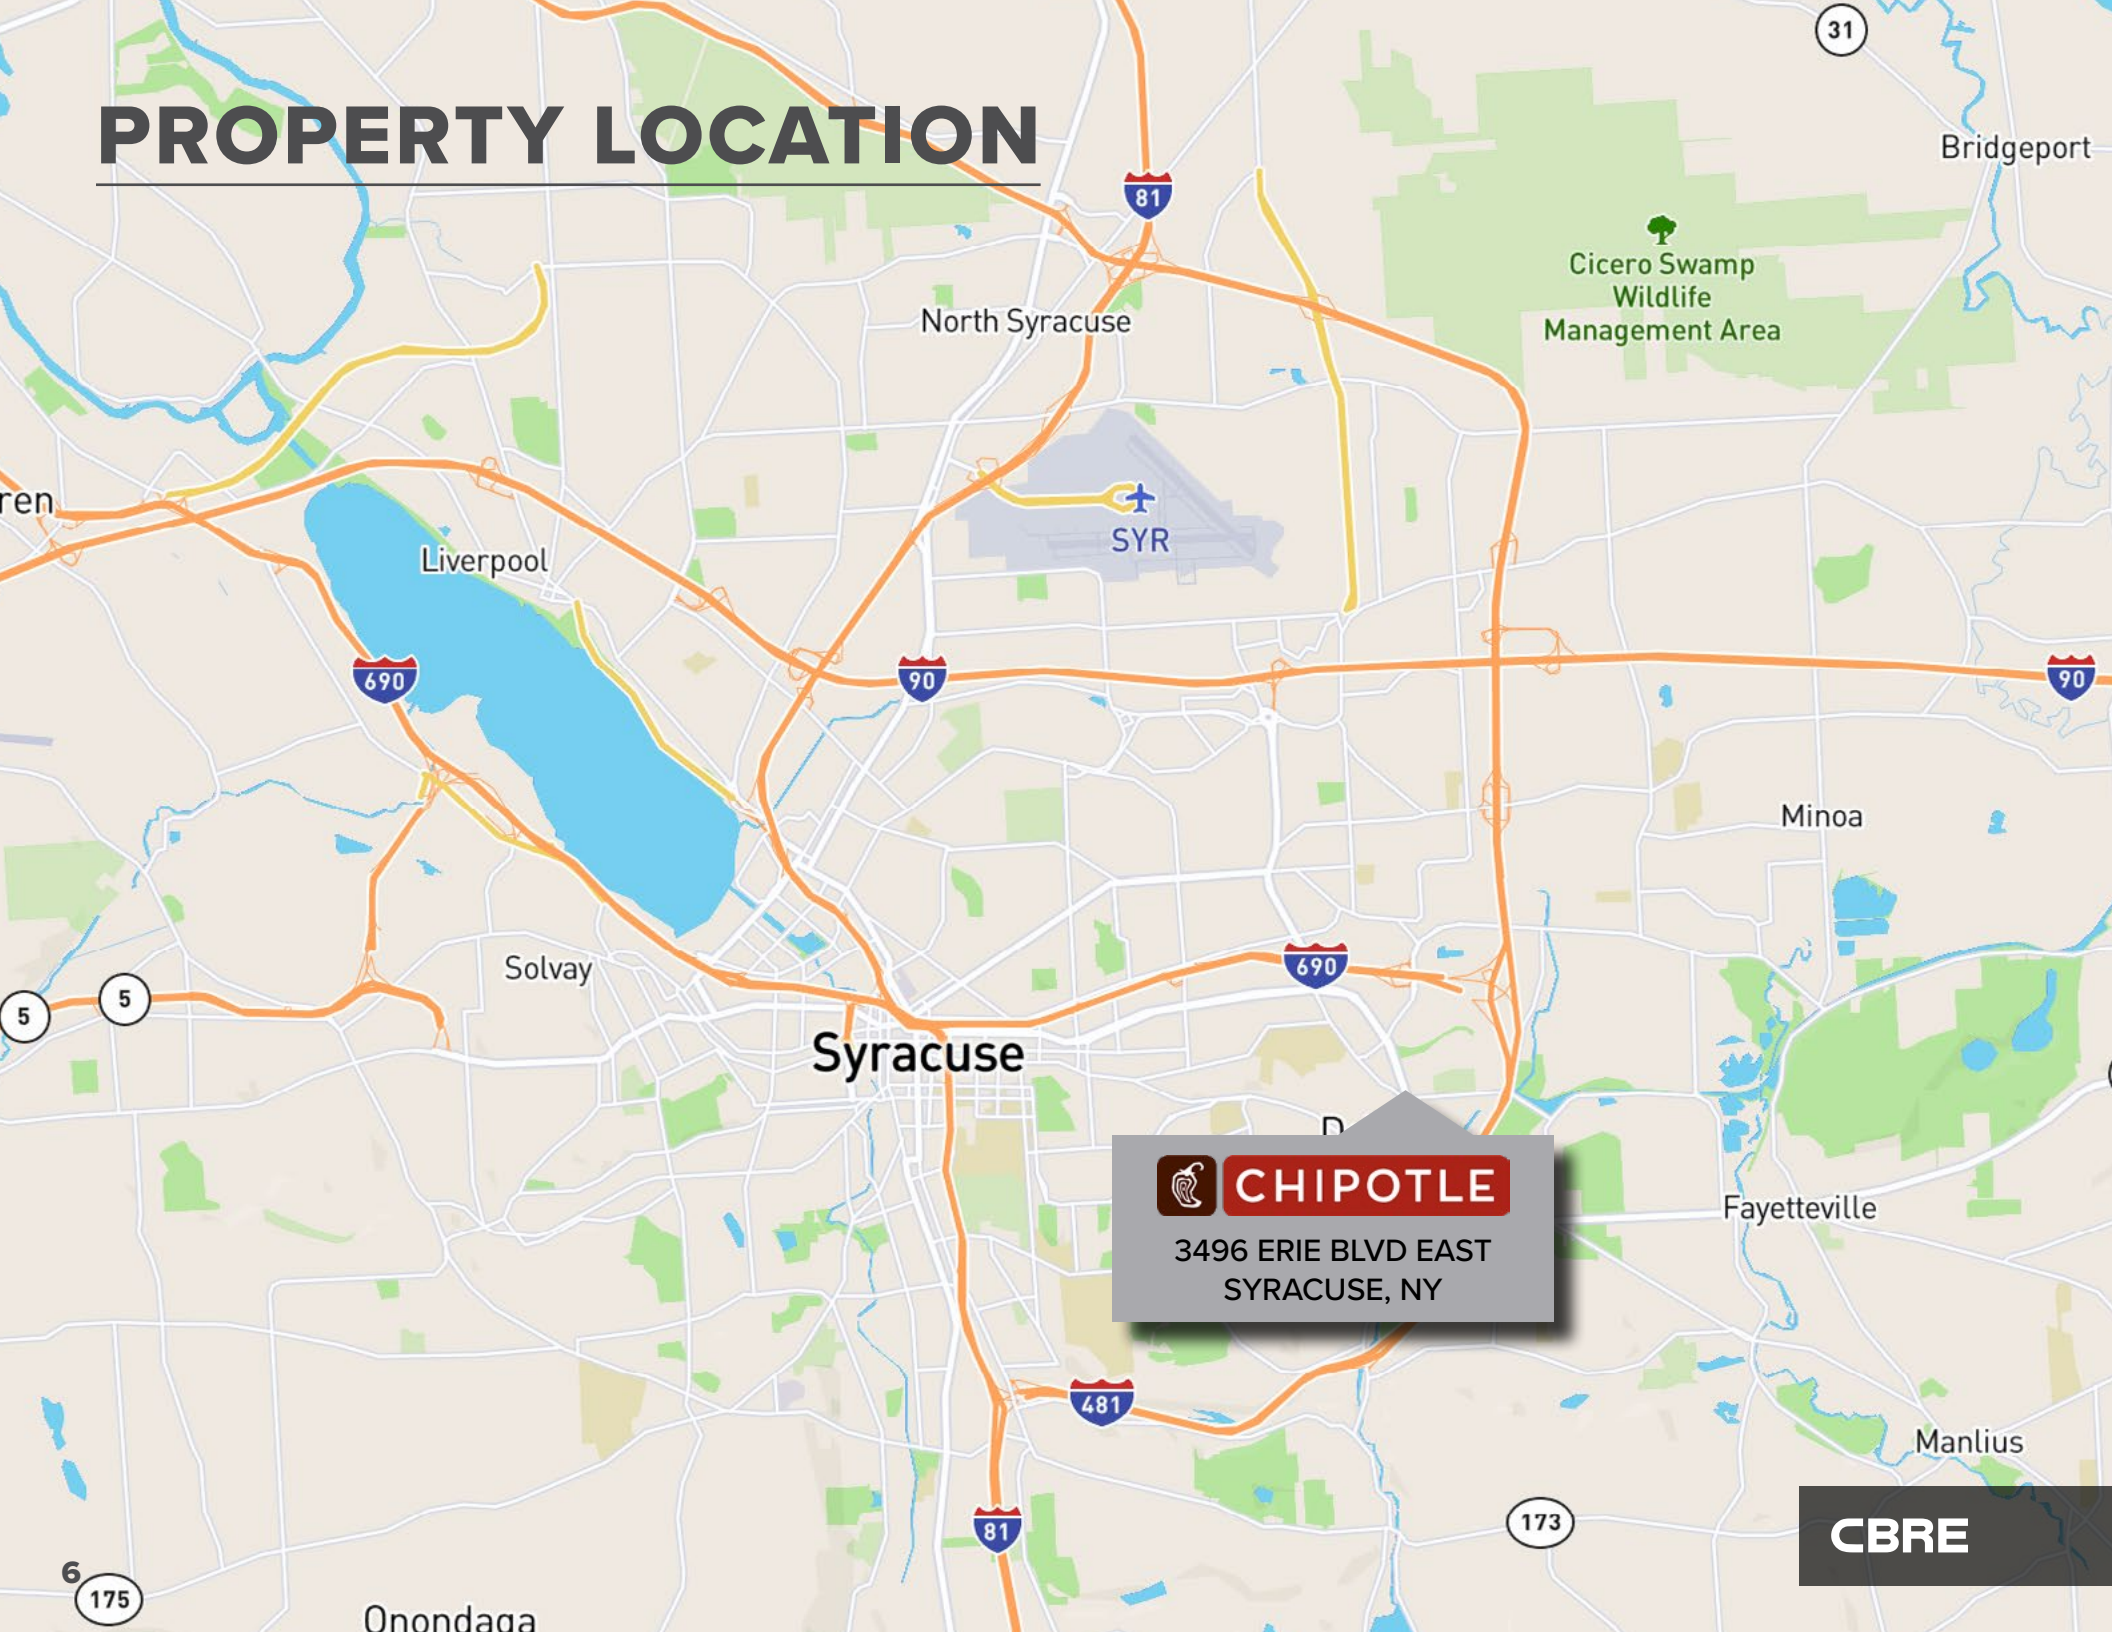 31
PROPERTY LOCATION
Bridgeport
81
Cicero Swamp
Wildlife
Management Area
North Syracuse
ren
SYR
Liverpool
690
90
90
Minoa
Solvay
690
5
5
Syracuse
D
CHIPOTLE
3496 ERIE BLVD EAST
SYRACUSE, NY
Fayetteville
481
Manlius
81
173
CBRE
6
175
Onondaga